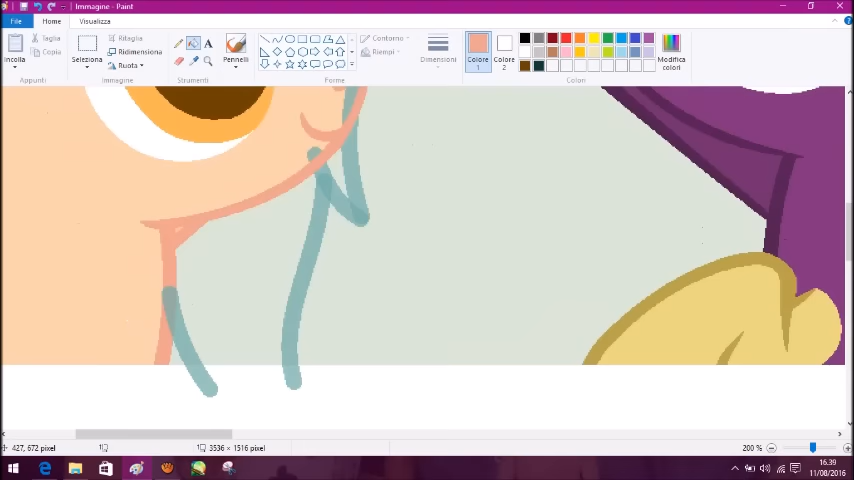 Immagine - Paint
File Home Visualizza
Incolla
Taglia
Copia
Appunti
Seleziona
Ritaglia
Ridimensiona
Ruota
Immagine
A
Strumenti
Pennelli
Contorno
Riempi
Forme
Dimensioni
Colore 1
Colore 2
Colori
Modifica colori
427, 672 pixel
3536 × 1516 pixel
200 %
16.39
11/08/2016